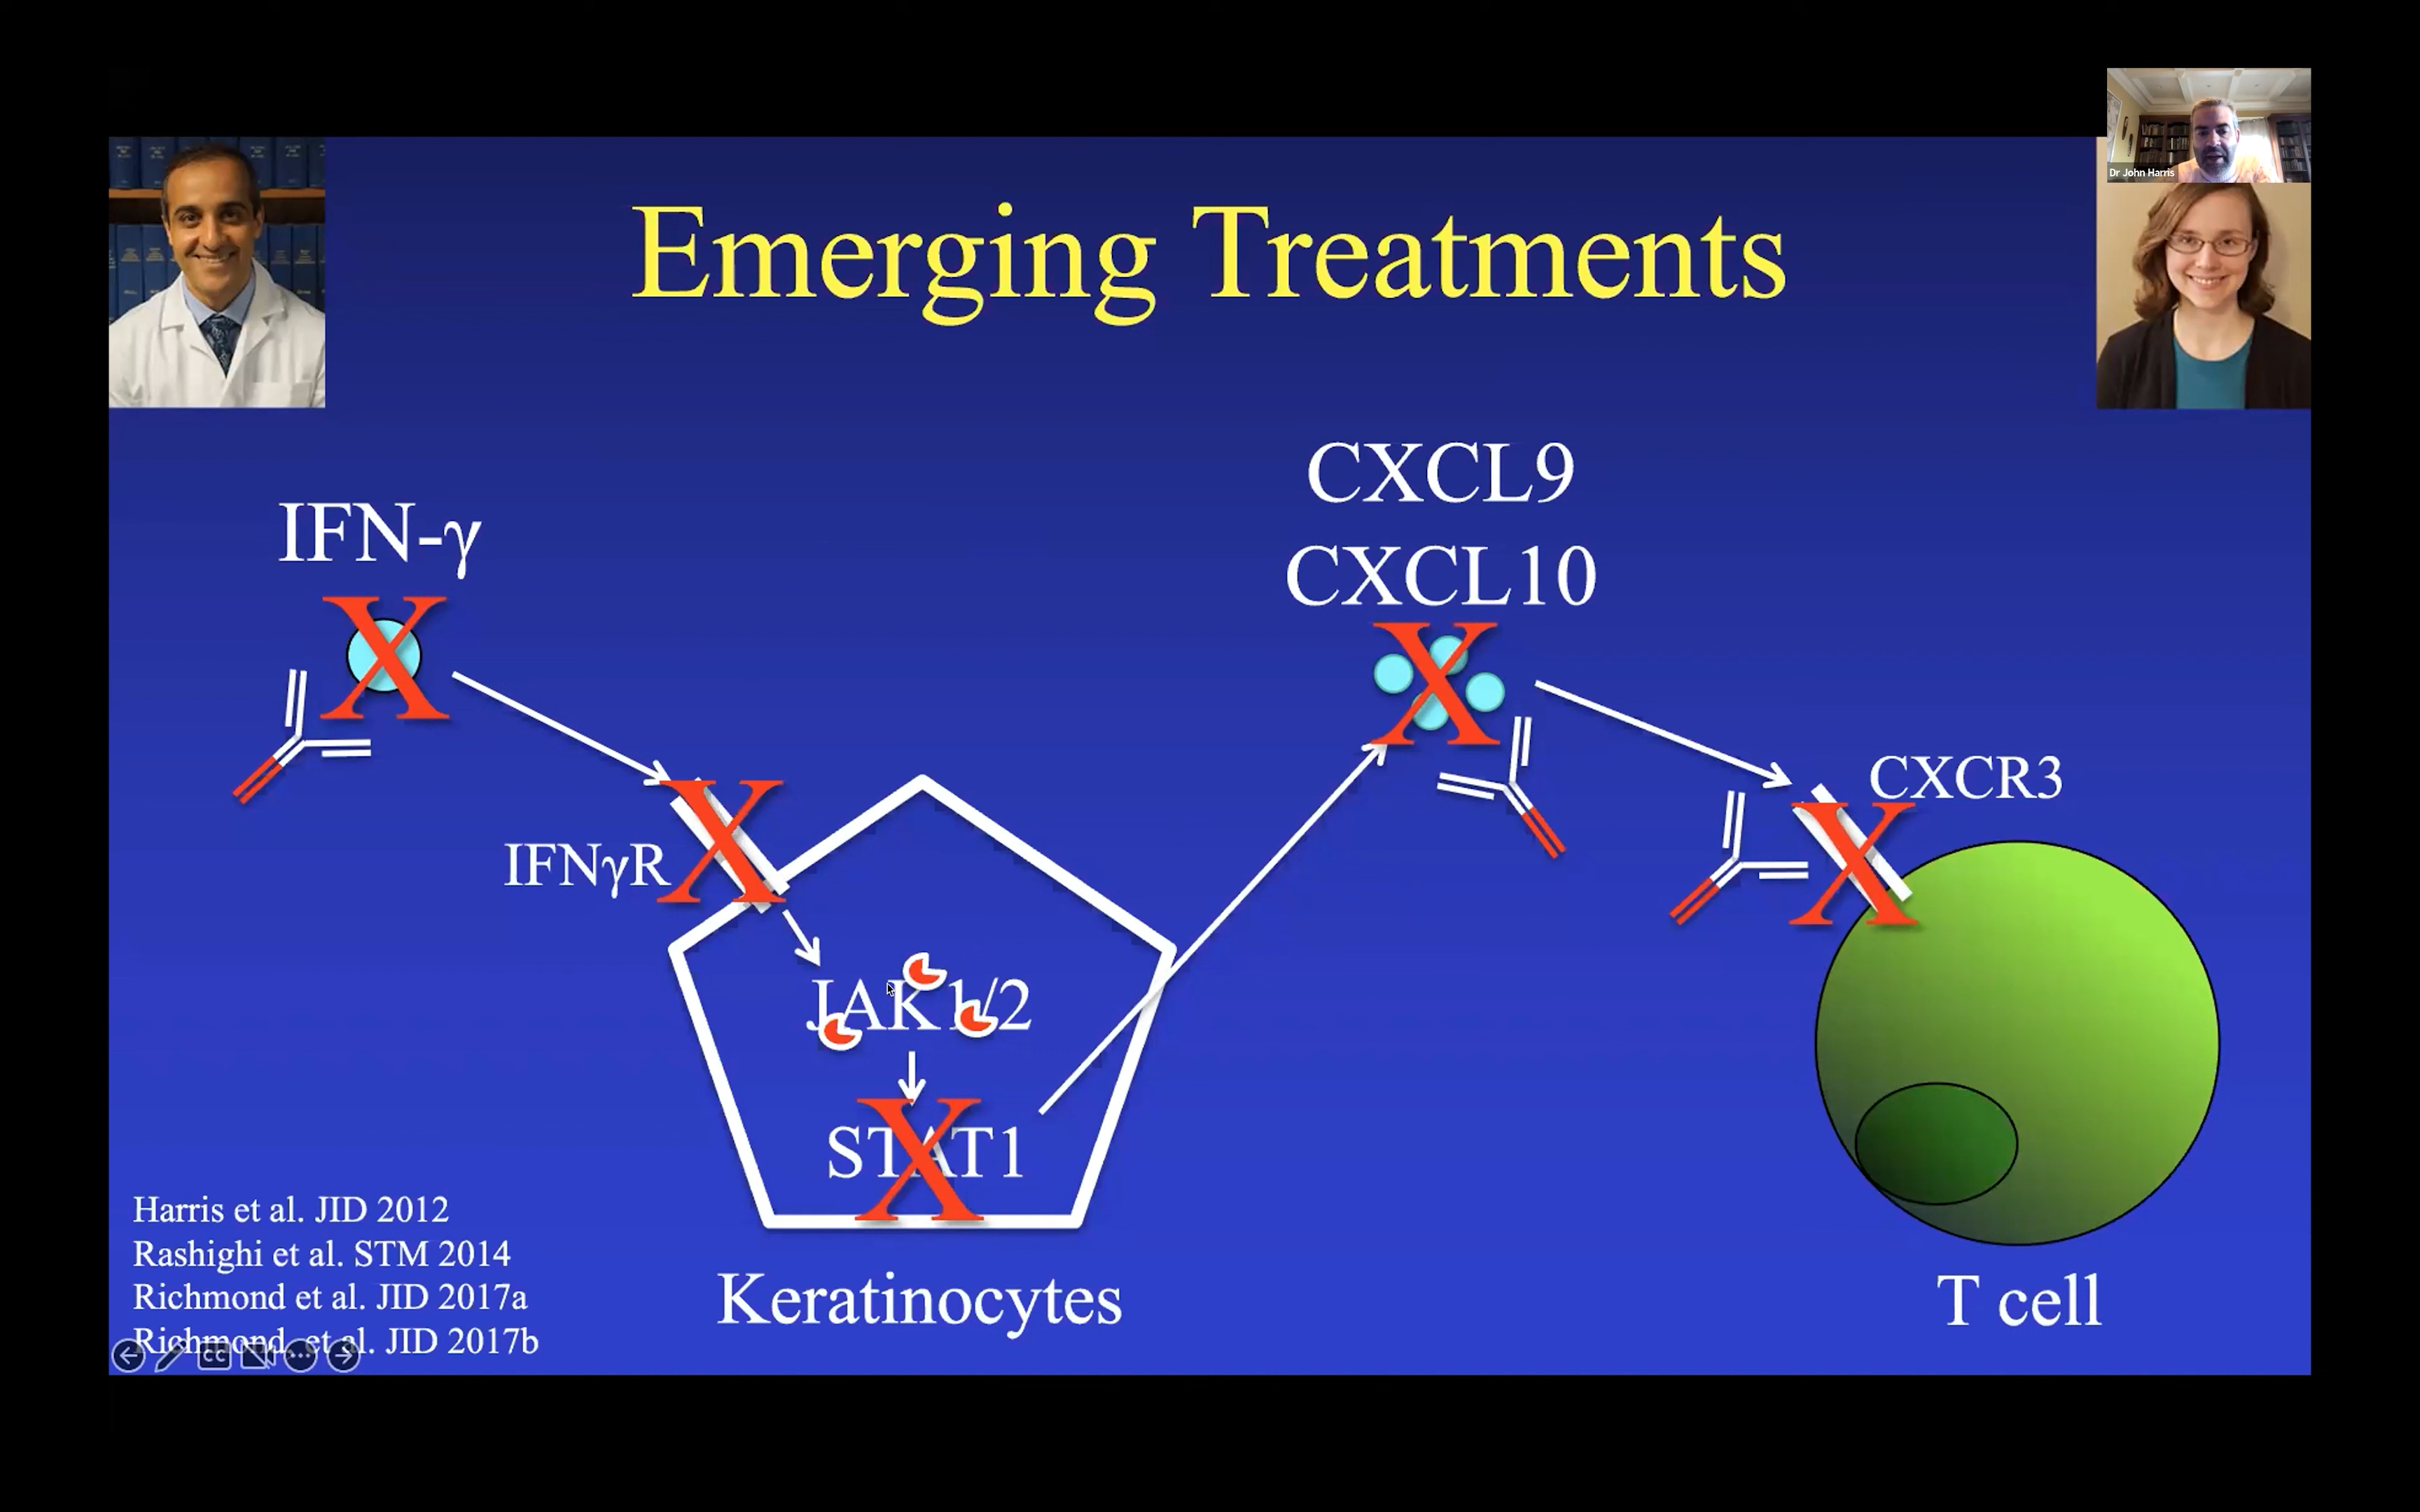 Dr John Harris
Emerging Treatments
CXCL9
CXCL10
IFN-γ
X
X
CXCR3
X
IFNγR
X
JAK1/2
STAT1
X
Harris et al. JID 2012
Rashighi et al. STM 2014
Richmond et al. JID 2017a
Richmond, et al. JID 2017b
Keratinocytes
T cell
CC